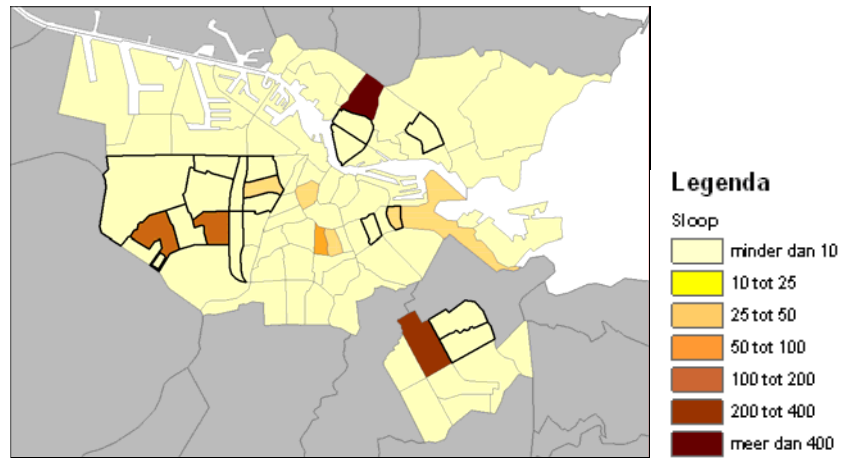 Legenda
Sloop
minder dan 10
10 tot 25
25 tot 50
50 tot 100
100 tot 200
200 tot 400
meer dan 400